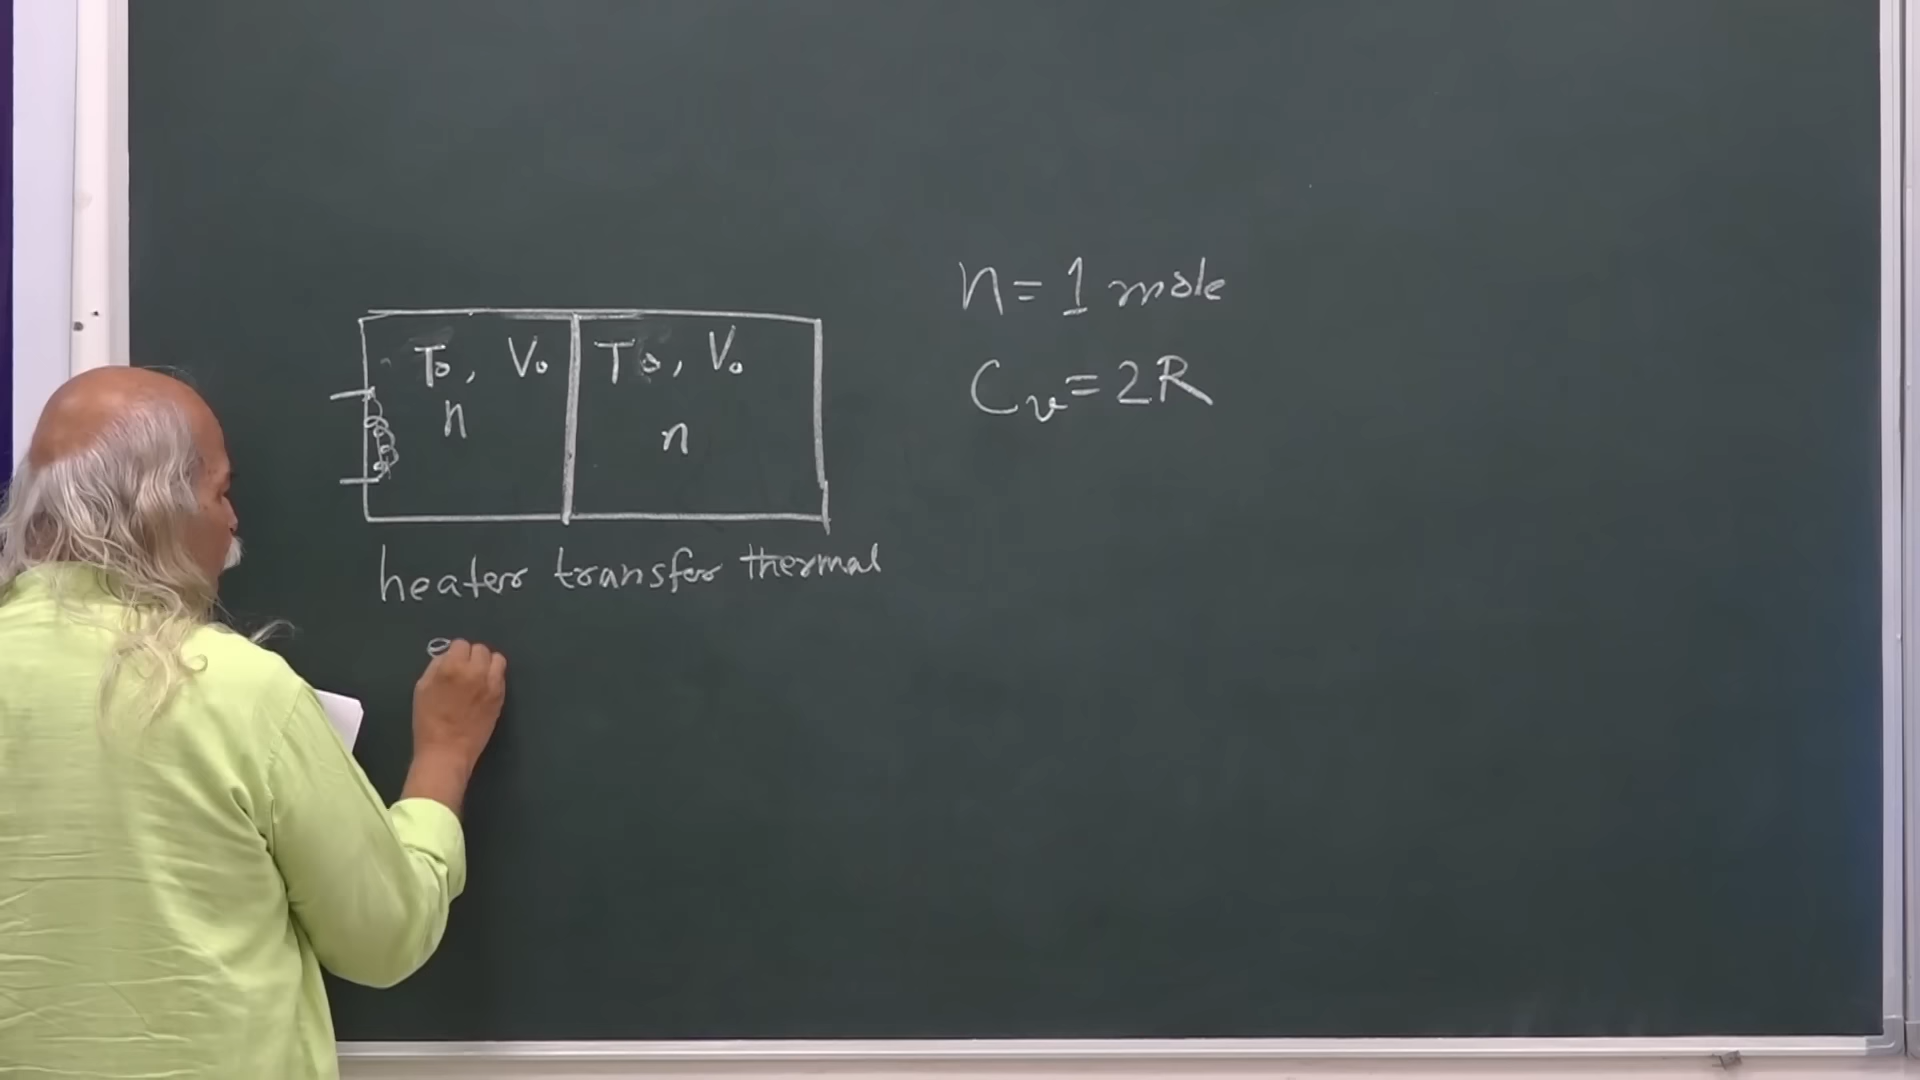 T₀, V₀ T₀, V₀
n n
heater transfer thermal
e
n = 1 mole
Cᵥ = 2R